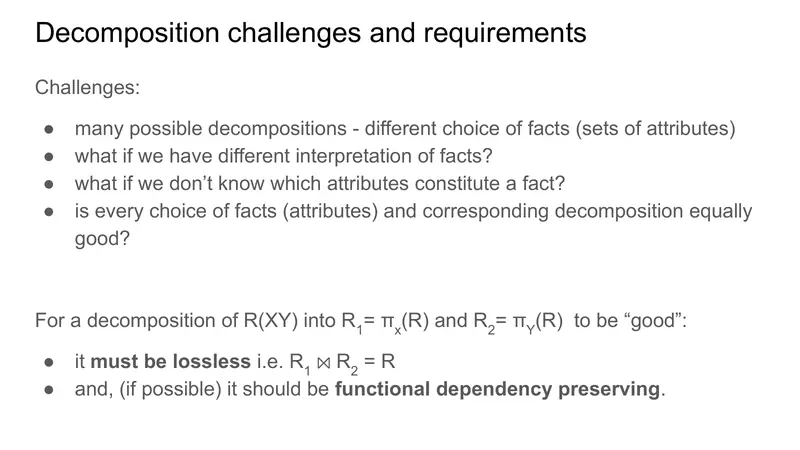 Decomposition challenges and requirements
Challenges:
● many possible decompositions - different choice of facts (sets of attributes)
● what if we have different interpretation of facts?
● what if we don’t know which attributes constitute a fact?
● is every choice of facts (attributes) and corresponding decomposition equally
good?
For a decomposition of R(XY) into R₁= πₓ(R) and R₂= π_Y(R) to be “good”:
● it must be lossless i.e. R₁ ⋈ R₂ = R
● and, (if possible) it should be functional dependency preserving.